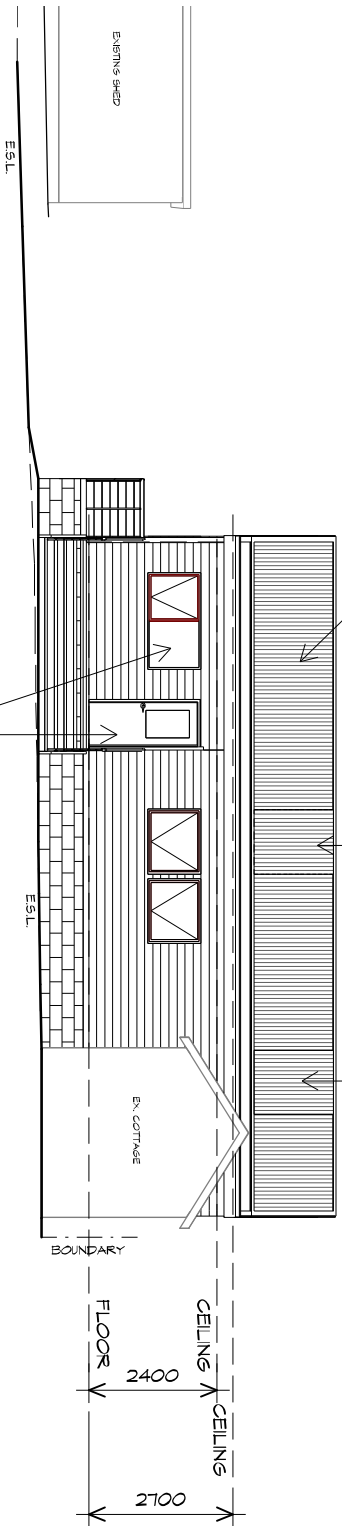 EXISTING SHED
E.S.L.
E.S.L.
EX. COTTAGE
BOUNDARY
FLOOR
CEILING
CEILING
2400
2700